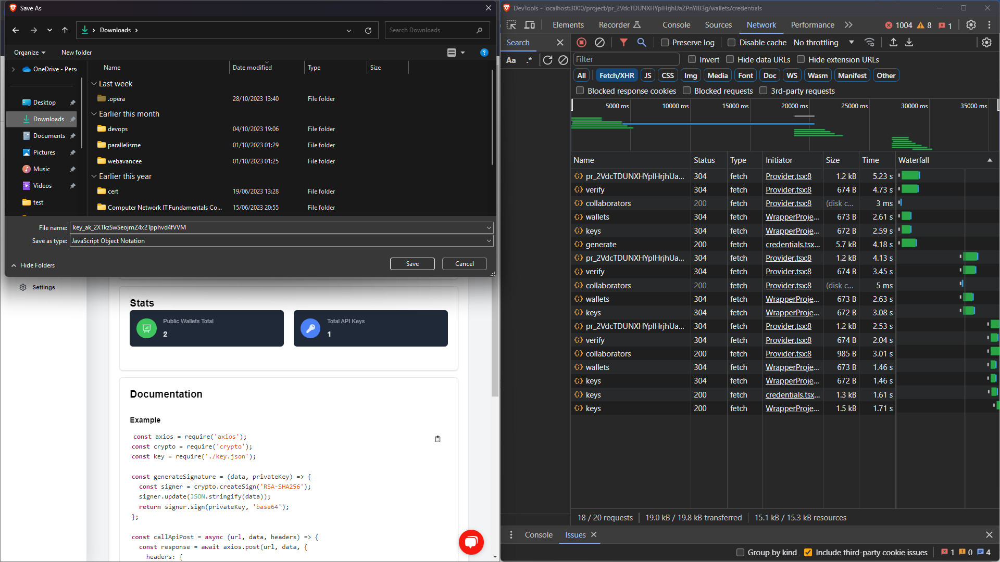 Save As
Downloads
Search Downloads
Organize
New folder
OneDrive - Pers
Desktop
Downloads
Documents
Pictures
Music
Videos
test
Name Date modified Type Size
Last week
.opera 28/10/2023 13:40 File folder
Earlier this month
devops 04/10/2023 19:06 File folder
parallelisme 01/10/2023 01:29 File folder
webavancee 01/10/2023 01:25 File folder
Earlier this year
cert 19/06/2023 13:28 File folder
Computer Network IT Fundamentals Co... 15/06/2023 20:55 File folder
File name: key_ak_2XTkzSwSeojmZ4x2Tpphvd4fVVM
Save as type: JavaScript Object Notation
Hide Folders
Save
Cancel
Settings
Stats
Public Wallets Total
2
Total API Keys
1
Documentation
Example
const axios = require('axios');
const crypto = require('crypto');
const key = require('./key.json');
const generateSignature = (data, privateKey) => {
const signer = crypto.createSign('RSA-SHA256');
signer.update(JSON.stringify(data));
return signer.sign(privateKey, 'base64');
};
const callApiPost = async (url, data, headers) => {
const response = await axios.post(url, data, {
headers: {
DevTools - localhost:3000/project/pr_2VdcTDUNXHYpIHrjhUaZPnYlB3g/wallets/credentials
Elements Recorder Console Sources Network Performance 1004 8 1
Search
Aa .*
Preserve log Disable cache No throttling
Filter
Invert Hide data URLs Hide extension URLs
All Fetch/XHR JS CSS Img Media Font Doc WS Wasm Manifest Other
Blocked response cookies Blocked requests 3rd-party requests
5000 ms 10000 ms 15000 ms 20000 ms 25000 ms 30000 ms 35000 ms
Name Status Type Initiator Size Time Waterfall
pr_2VdcTDUNXHYpIHrjhUa... 304 fetch Provider.tsx:8 1.2 kB 5.23 s
verify 304 fetch Provider.tsx:8 674 B 4.73 s
collaborators 200 fetch Provider.tsx:8 (disk c... 3 ms
wallets 304 fetch WrapperProje... 673 B 2.61 s
keys 304 fetch WrapperProje... 672 B 2.59 s
generate 200 fetch credentials.tsx... 5.7 kB 4.18 s
pr_2VdcTDUNXHYpIHrjhUa... 304 fetch Provider.tsx:8 1.2 kB 4.13 s
verify 304 fetch Provider.tsx:8 674 B 3.45 s
collaborators 200 fetch Provider.tsx:8 (disk c... 5 ms
wallets 304 fetch WrapperProje... 673 B 2.63 s
keys 304 fetch WrapperProje... 672 B 3.08 s
pr_2VdcTDUNXHYpIHrjhUa... 304 fetch Provider.tsx:8 1.2 kB 2.53 s
verify 304 fetch Provider.tsx:8 674 B 2.04 s
collaborators 200 fetch Provider.tsx:8 985 B 3.01 s
wallets 304 fetch WrapperProje... 673 B 1.46 s
keys 304 fetch WrapperProje... 672 B 1.46 s
keys 200 fetch credentials.tsx... 1.3 kB 1.61 s
keys 200 fetch WrapperProje... 1.5 kB 1.71 s
18 / 20 requests 19.0 kB / 19.8 kB transferred 15.1 kB / 15.3 kB resources
Console Issues
Group by kind Include third-party cookie issues 1 0 4